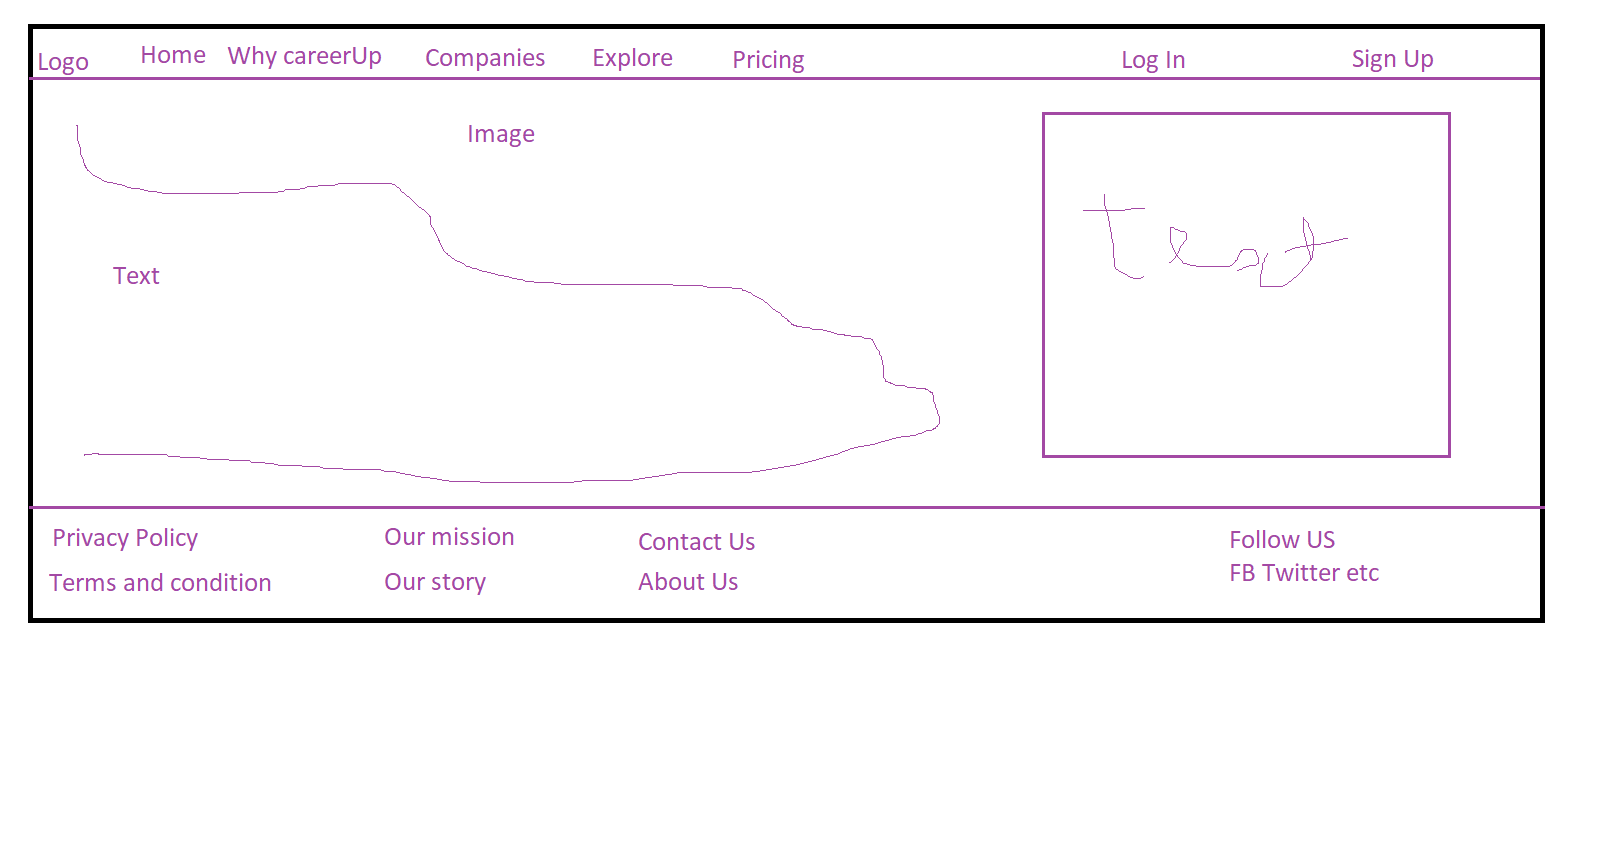 Logo Home Why careerUp Companies Explore Pricing Log In Sign Up
Image
Text
Test
Privacy Policy Our mission Contact Us Follow US
Terms and condition Our story About Us FB Twitter etc